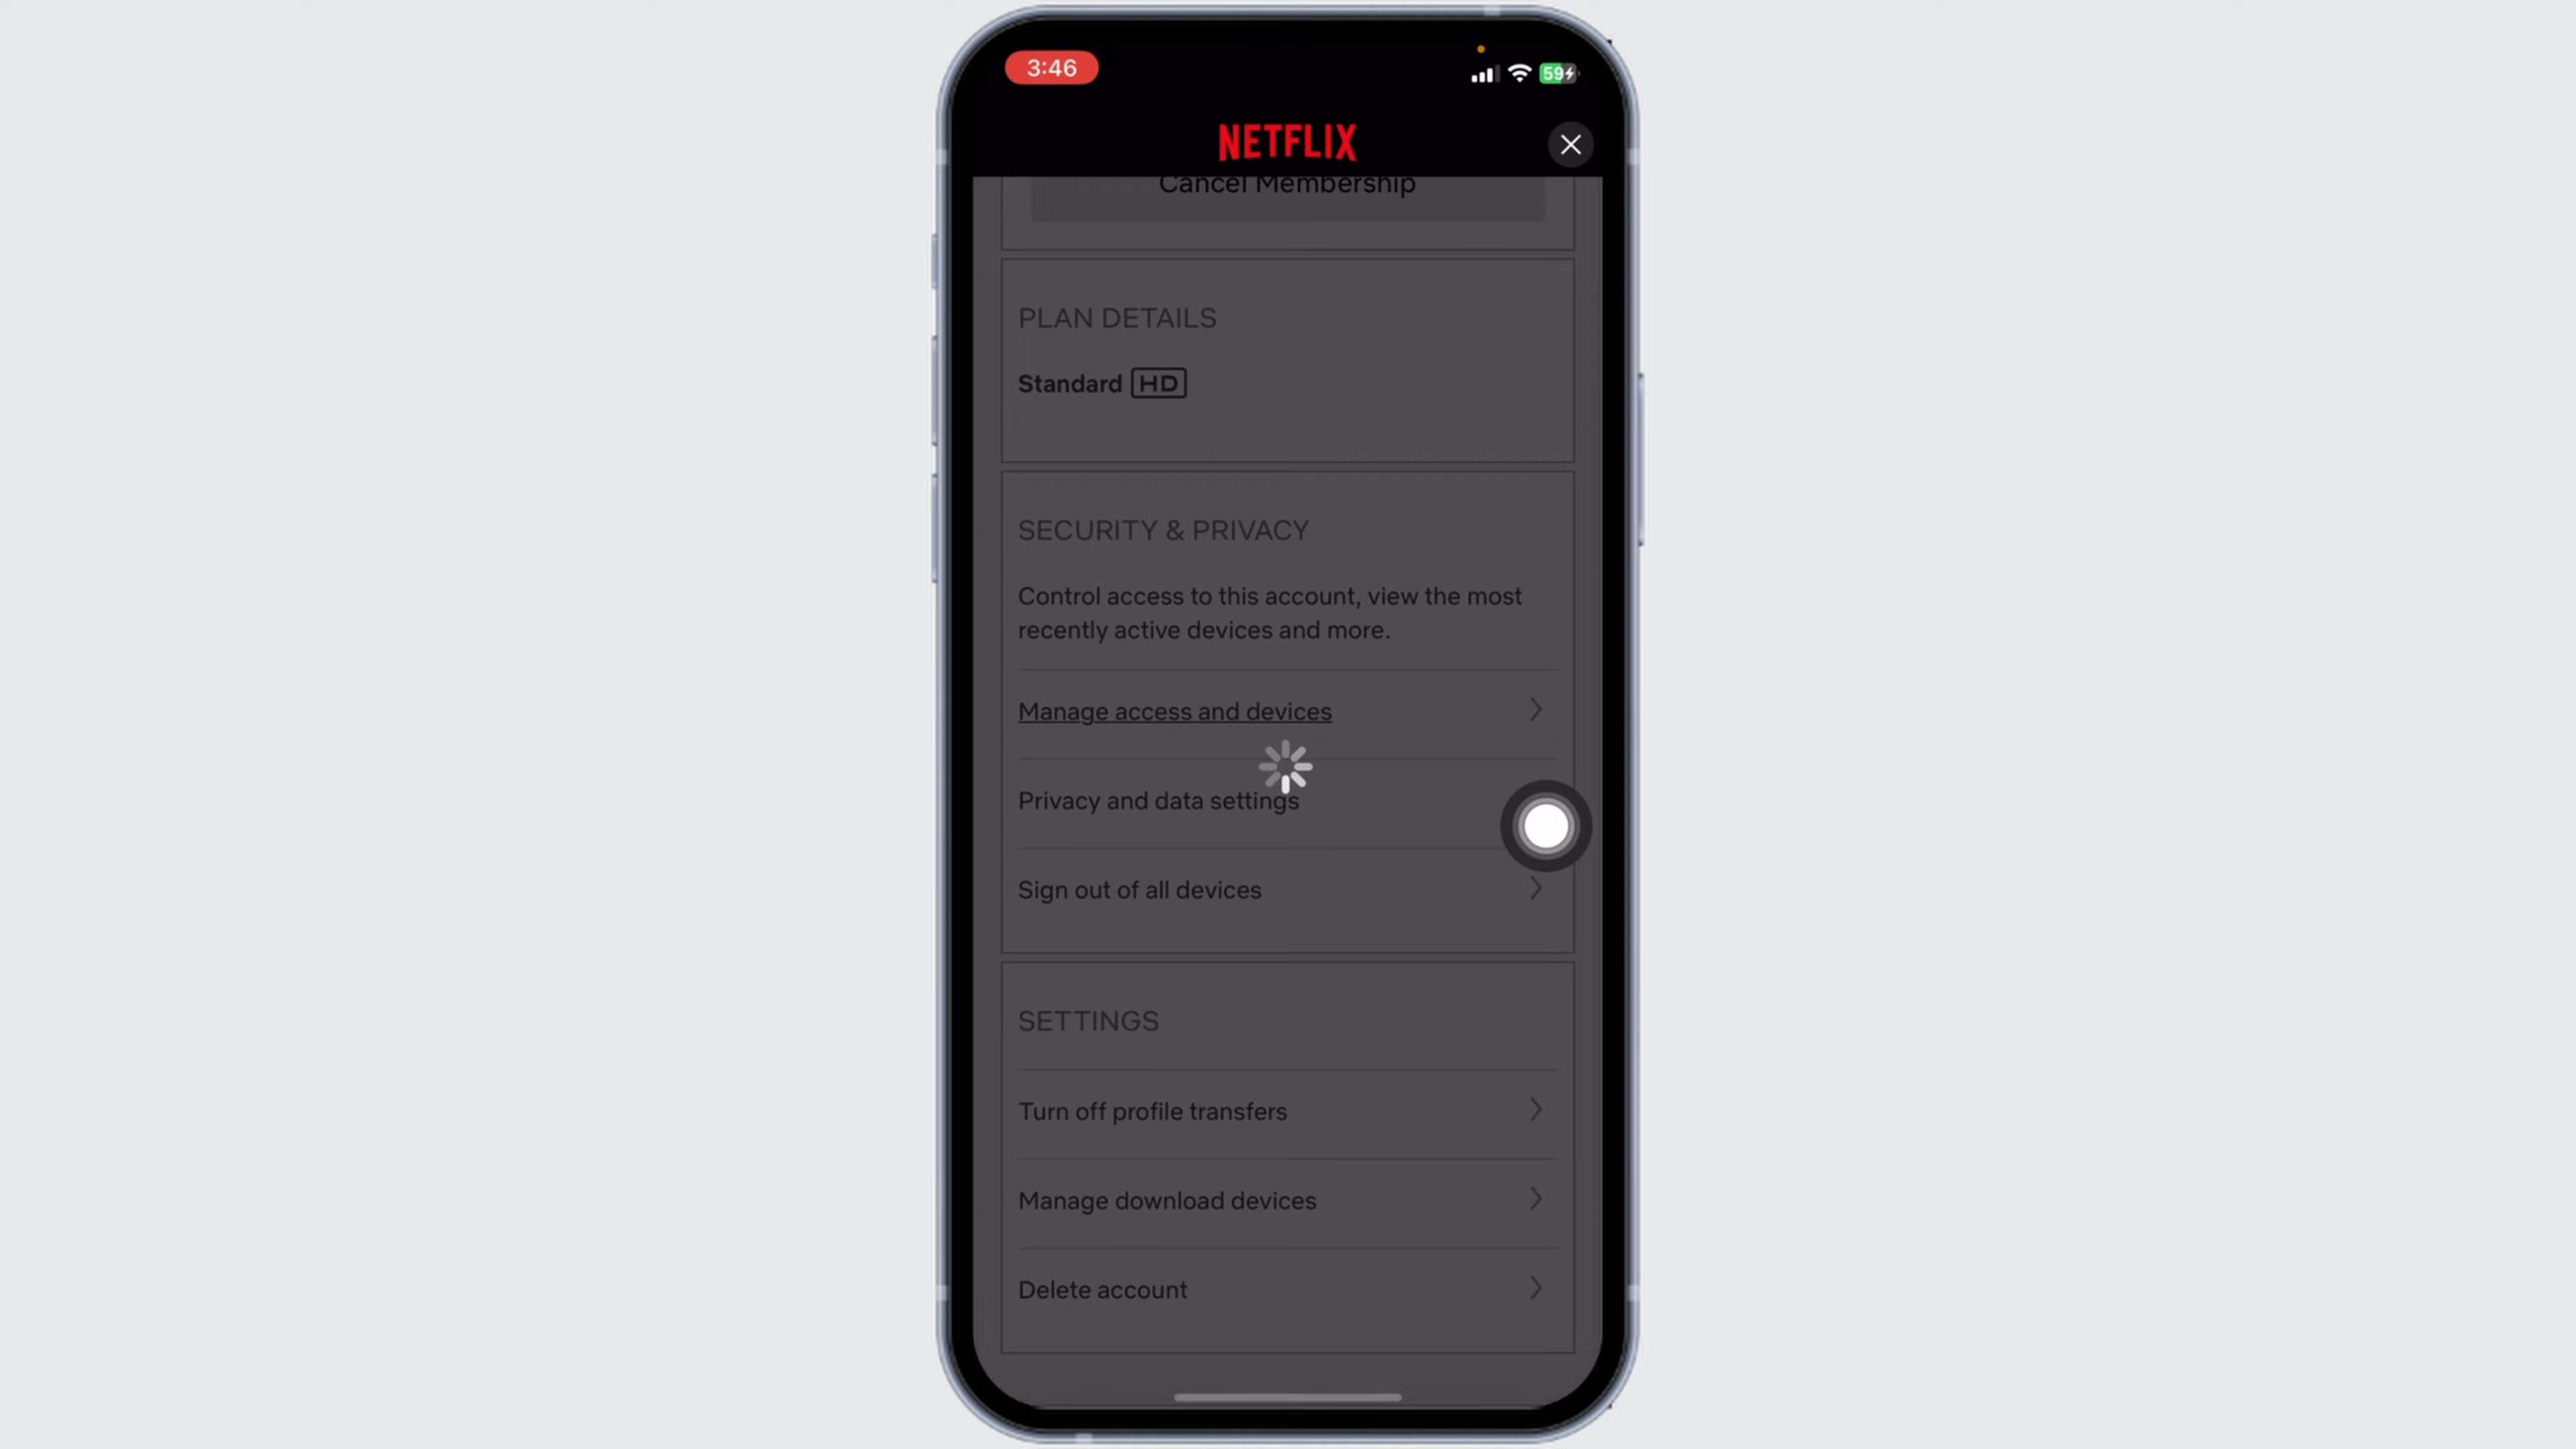 3:46
59
NETFLIX
Cancel Membership
PLAN DETAILS
Standard HD
SECURITY & PRIVACY
Control access to this account, view the most
recently active devices and more.
Manage access and devices
Privacy and data settings
Sign out of all devices
SETTINGS
Turn off profile transfers
Manage download devices
Delete account